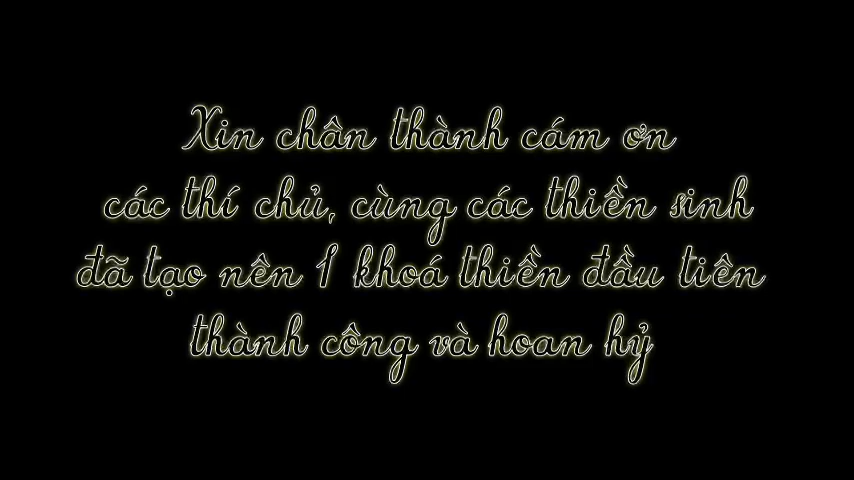 Xin chân thành cám ơn
các thí chủ, cùng các thiền sinh
đã tạo nên 1 khoá thiền đầu tiên
thành công và hoan hỷ